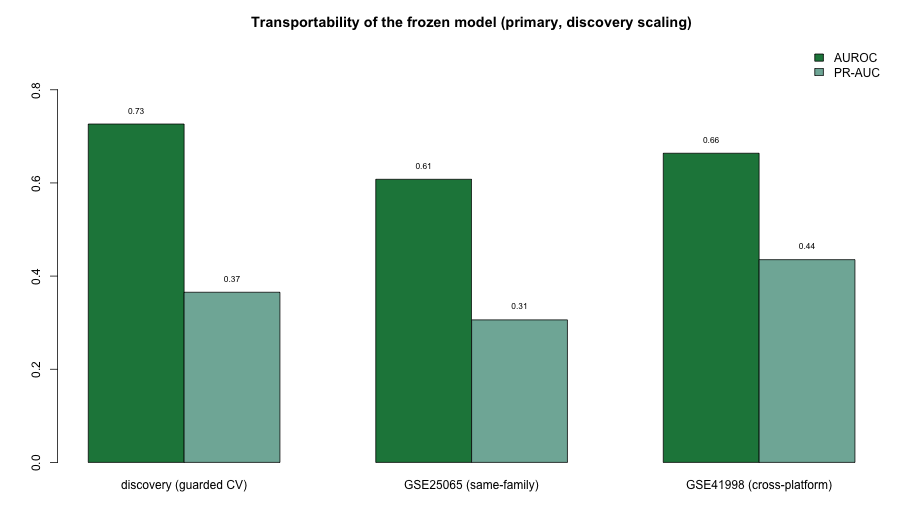 Transportability of the frozen model (primary, discovery scaling)
AUROC
PR-AUC
0.8
0.6
0.4
0.2
0.0
0.73
0.37
0.61
0.31
0.66
0.44
discovery (guarded CV)
GSE25065 (same-family)
GSE41998 (cross-platform)